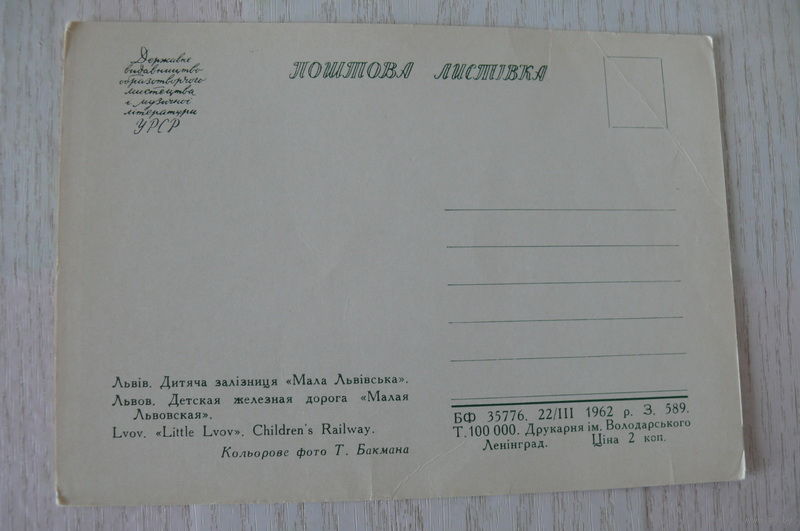 Державне
видавництво
образотворчого
мистецтва
і музичної
літератури
УРСР
ПОШТОВА ЛИСТІВКА
Львів. Дитяча залізниця «Мала Львівська».
Львов. Детская железная дорога «Малая
Львовская».
Lvov. «Little Lvov». Children's Railway.
Кольорове фото Т. Бакмана
БФ 35776. 22/III 1962 р. З. 589.
Т. 100 000. Друкарня ім. Володарського
Ленінград. Ціна 2 коп.